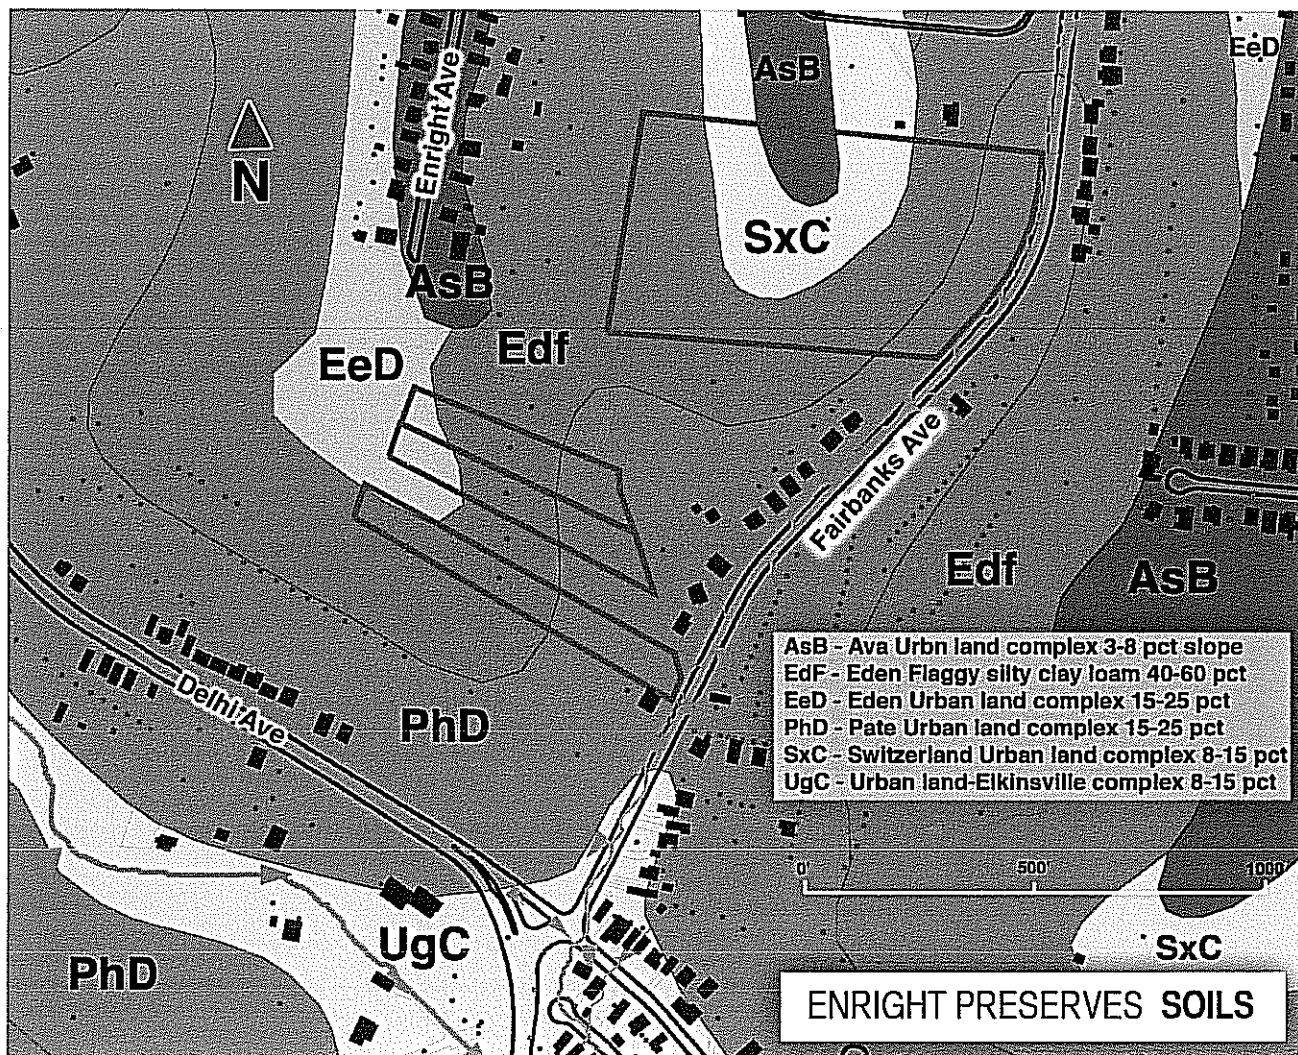 AsB
EeD
Enright Ave
N
SxC
AsB
Edf
EeD
Fairbanks Ave
Edf
AsB
AsB - Ava Urbn land complex 3-8 pct slope
EdF - Eden Flaggy silty clay loam 40-60 pct
EeD - Eden Urban land complex 15-25 pct
PhD - Pate Urban land complex 15-25 pct
SxC - Switzerland Urban land complex 8-15 pct
UgC - Urban land-Elkinsville complex 8-15 pct
Delhi Ave
PhD
0'
500'
1000
UgC
SxC
PhD
ENRIGHT PRESERVES SOILS